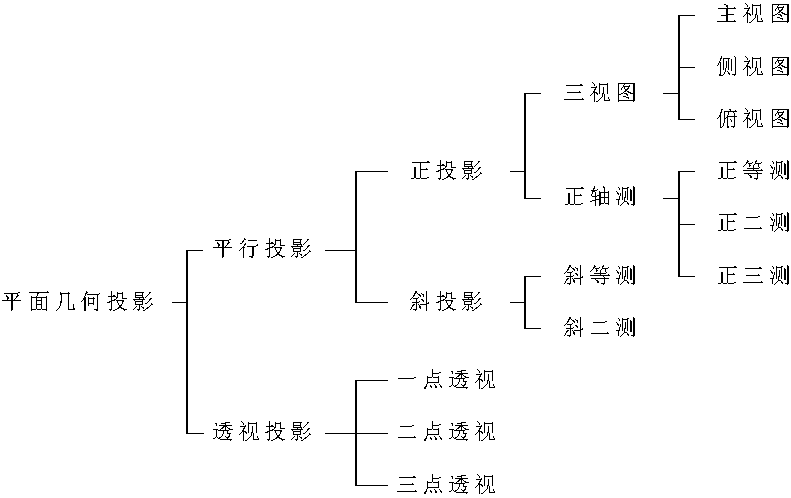 主视图
侧视图
三视图
俯视图
正投影
正等测
正轴测
正二测
平行投影
斜等测
正三测
平面几何投影
斜投影
斜二测
一点透视
透视投影
二点透视
三点透视